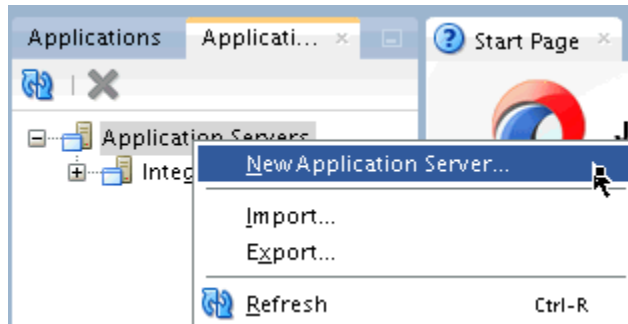 Applications Applicati... Start Page
Application Servers
Integ
New Application Server...
Import...
Export...
Refresh Ctrl-R